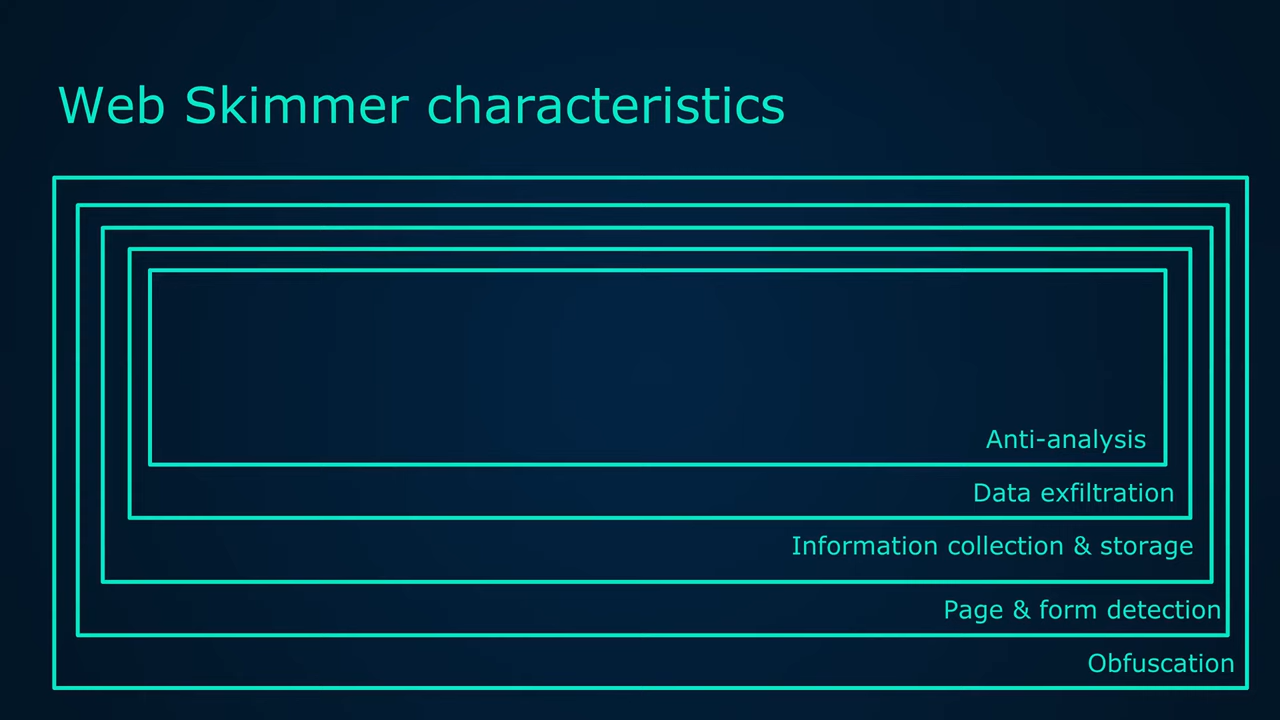 Web Skimmer characteristics
Anti-analysis
Data exfiltration
Information collection & storage
Page & form detection
Obfuscation